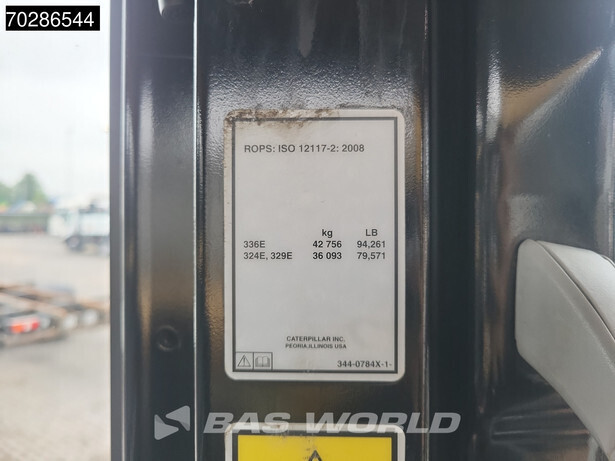 70286544
ROPS: ISO 12117-2: 2008
kg LB
336E 42 756 94,261
324E, 329E 36 093 79,571
CATERPILLAR INC.
PEORIA, ILLINOIS USA
344-0784X-1-
BAS WORLD